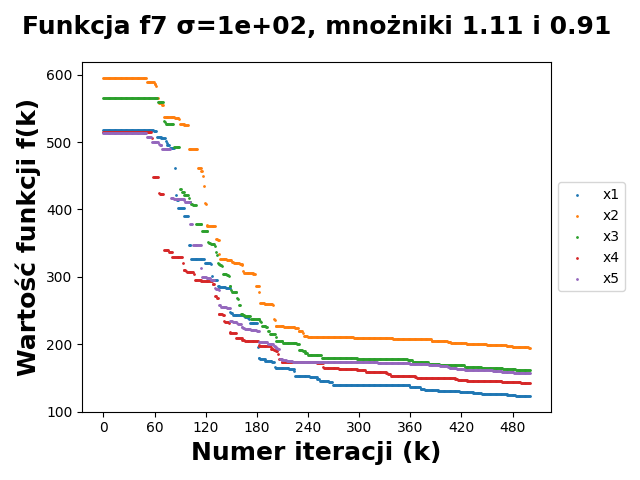 Funkcja f7 σ=1e+02, mnożniki 1.11 i 0.91
Wartość funkcji f(k)
600
500
400
300
200
100
0 60 120 180 240 300 360 420 480
Numer iteracji (k)
x1
x2
x3
x4
x5